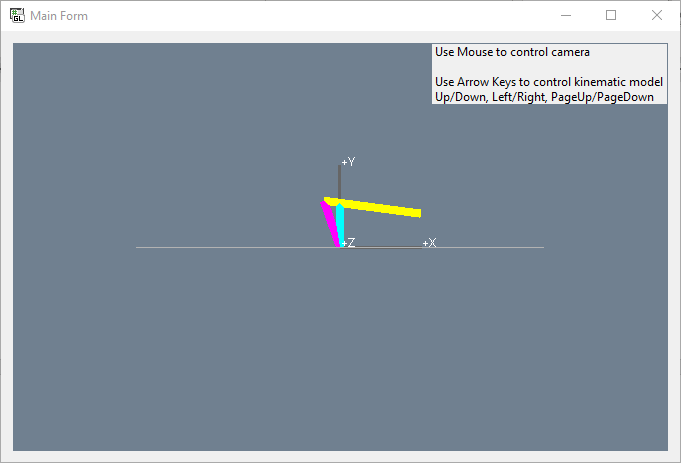 Main Form
Use Mouse to control camera
Use Arrow Keys to control kinematic model
Up/Down, Left/Right, PageUp/PageDown
+Y
+Z
+X
GL